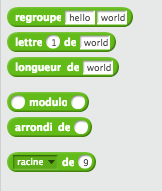 regroupe hello world
lettre 1 de world
longueur de world
modulo
arrondi de
racine de 9